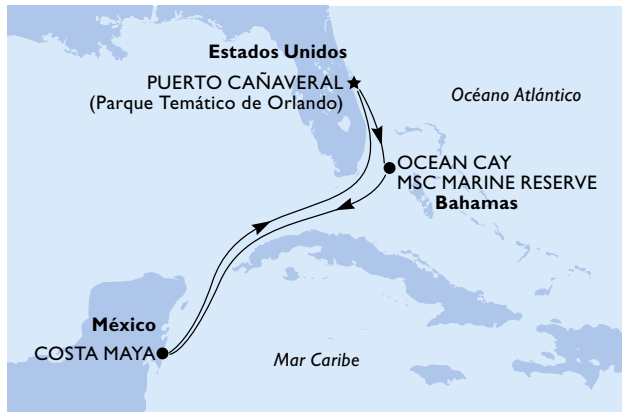 Estados Unidos
PUERTO CAÑAVERAL
(Parque Temático de Orlando)
Océano Atlántico
OCEAN CAY
MSC MARINE RESERVE
Bahamas
México
COSTA MAYA
Mar Caribe